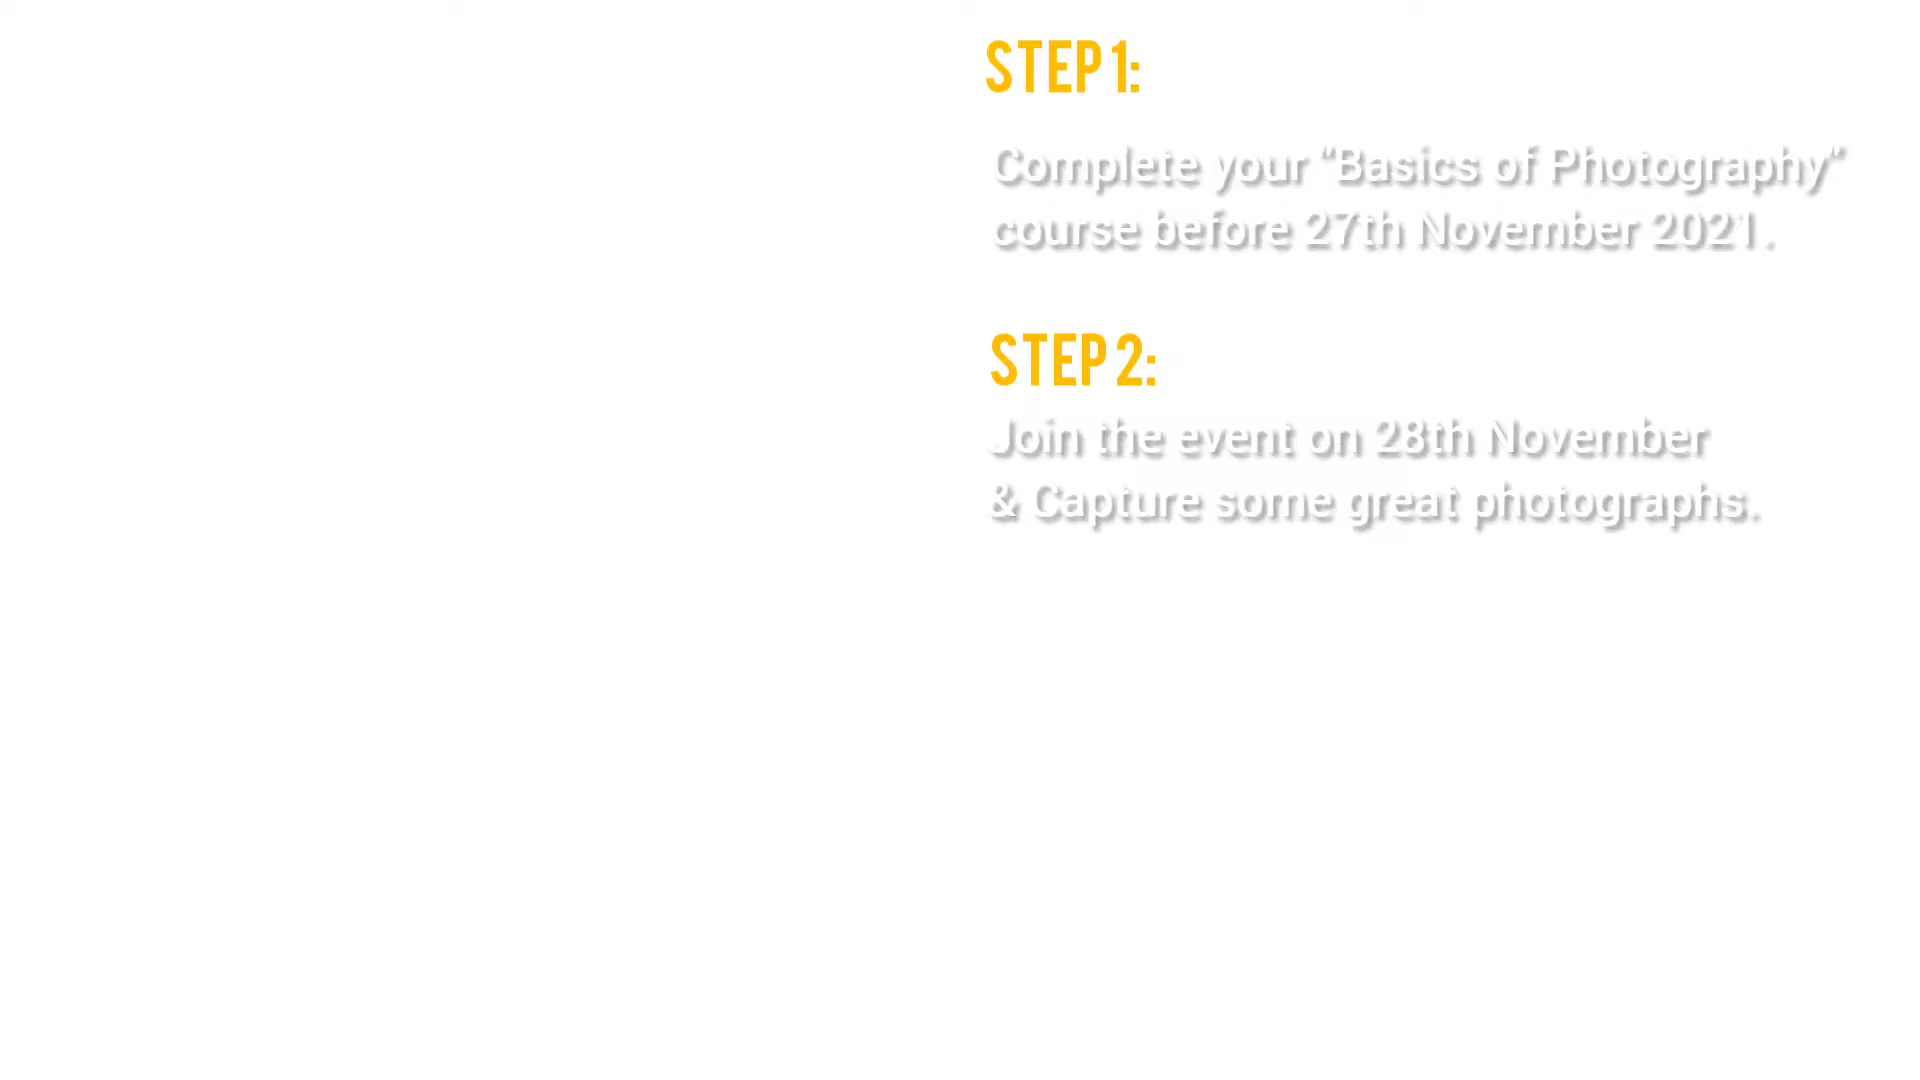 STEP 1:
Complete your "Basics of Photography"
course before 27th November 2021.
STEP 2:
Join the event on 28th November
& Capture some great photographs.